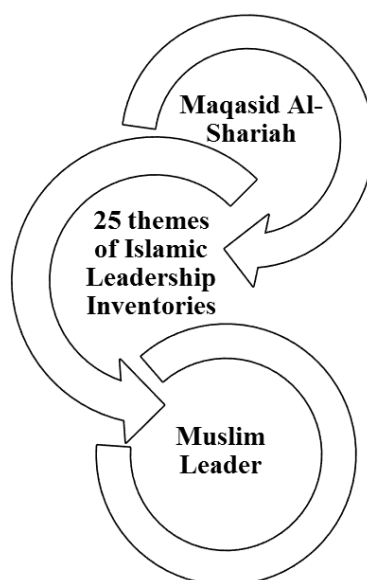 Maqasid Al-
Shariah
25 themes
of Islamic
Leadership
Inventories
Muslim
Leader